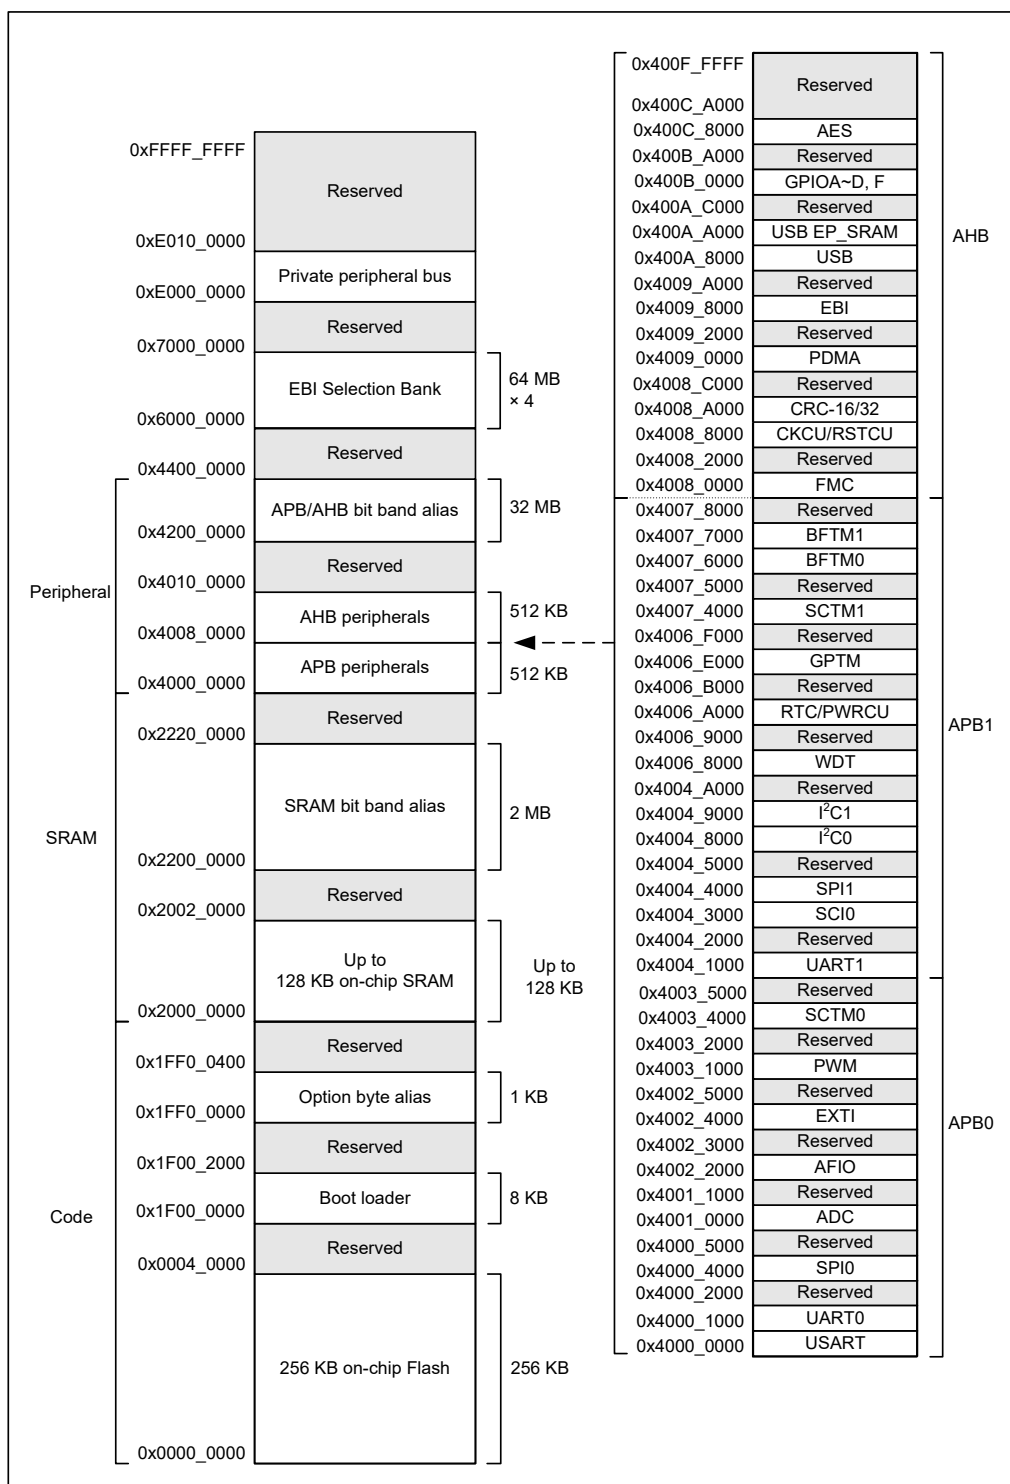 0xFFFF_FFFF
Reserved
0xE010_0000
Private peripheral bus
0xE000_0000
Reserved
0x7000_0000
EBI Selection Bank
64 MB
× 4
0x6000_0000
Reserved
0x4400_0000
APB/AHB bit band alias
32 MB
0x4200_0000
Reserved
0x4010_0000
Peripheral
AHB peripherals
512 KB
0x4008_0000
APB peripherals
512 KB
0x4000_0000
Reserved
0x2220_0000
SRAM bit band alias
2 MB
SRAM
0x2200_0000
Reserved
0x2002_0000
Up to
128 KB on-chip SRAM
Up to
128 KB
0x2000_0000
Reserved
0x1FF0_0400
Option byte alias
1 KB
0x1FF0_0000
Reserved
0x1F00_2000
Boot loader
8 KB
0x1F00_0000
Code
Reserved
0x0004_0000
256 KB on-chip Flash
256 KB
0x0000_0000
0x400F_FFFF
Reserved
0x400C_A000
0x400C_8000 AES
0x400B_A000 Reserved
0x400B_0000 GPIOA~D, F
0x400A_C000 Reserved
0x400A_A000 USB EP_SRAM
AHB
0x400A_8000 USB
0x4009_A000 Reserved
0x4009_8000 EBI
0x4009_2000 Reserved
0x4009_0000 PDMA
0x4008_C000 Reserved
0x4008_A000 CRC-16/32
0x4008_8000 CKCU/RSTCU
0x4008_2000 Reserved
0x4008_0000 FMC
0x4007_8000 Reserved
0x4007_7000 BFTM1
0x4007_6000 BFTM0
0x4007_5000 Reserved
0x4007_4000 SCTM1
0x4006_F000 Reserved
0x4006_E000 GPTM
0x4006_B000 Reserved
0x4006_A000 RTC/PWRCU
APB1
0x4006_9000 Reserved
0x4006_8000 WDT
0x4004_A000 Reserved
0x4004_9000 I²C1
0x4004_8000 I²C0
0x4004_5000 Reserved
0x4004_4000 SPI1
0x4004_3000 SCI0
0x4004_2000 Reserved
0x4004_1000 UART1
0x4003_5000 Reserved
0x4003_4000 SCTM0
0x4003_2000 Reserved
0x4003_1000 PWM
0x4002_5000 Reserved
0x4002_4000 EXTI
APB0
0x4002_3000 Reserved
0x4002_2000 AFIO
0x4001_1000 Reserved
0x4001_0000 ADC
0x4000_5000 Reserved
0x4000_4000 SPI0
0x4000_2000 Reserved
0x4000_1000 UART0
0x4000_0000 USART